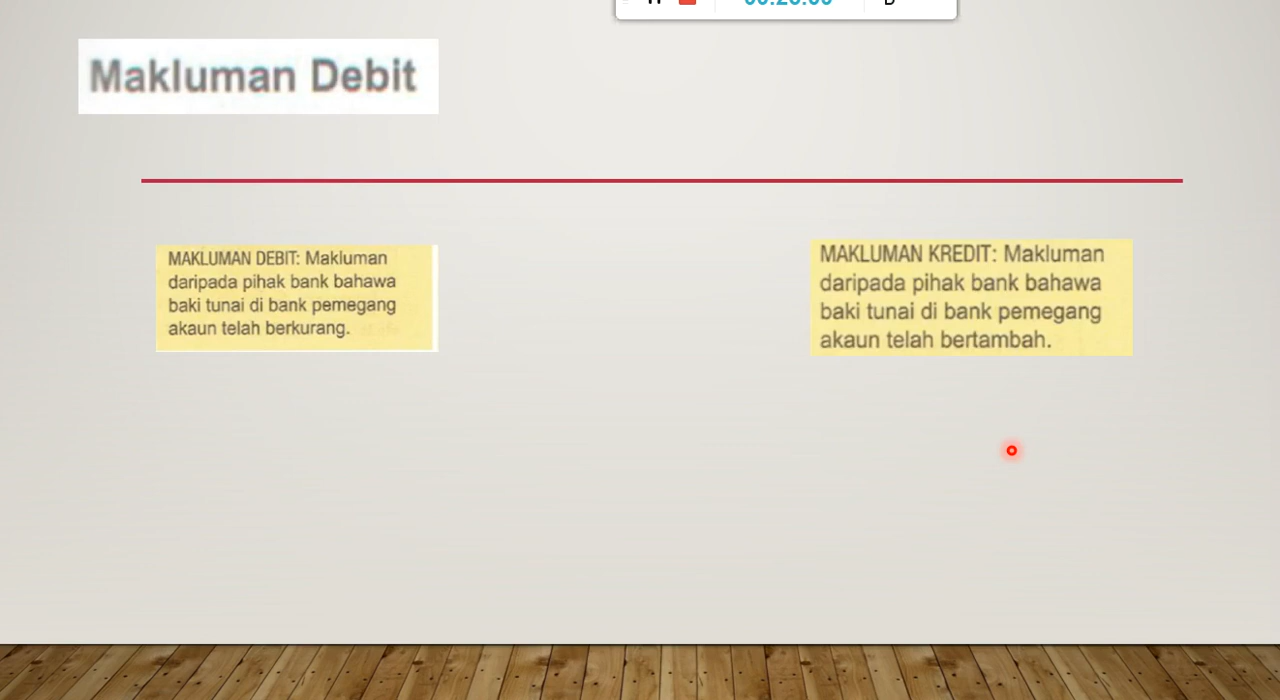 Makluman Debit
MAKLUMAN DEBIT: Makluman
daripada pihak bank bahawa
baki tunai di bank pemegang
akaun telah berkurang.
MAKLUMAN KREDIT: Makluman
daripada pihak bank bahawa
baki tunai di bank pemegang
akaun telah bertambah.